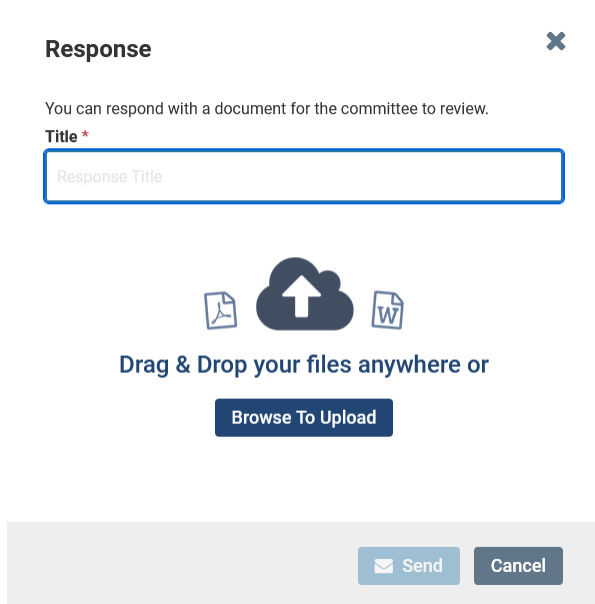 Response
You can respond with a document for the committee to review.
Title *
Response Title
W
Drag & Drop your files anywhere or
Browse To Upload
Send
Cancel